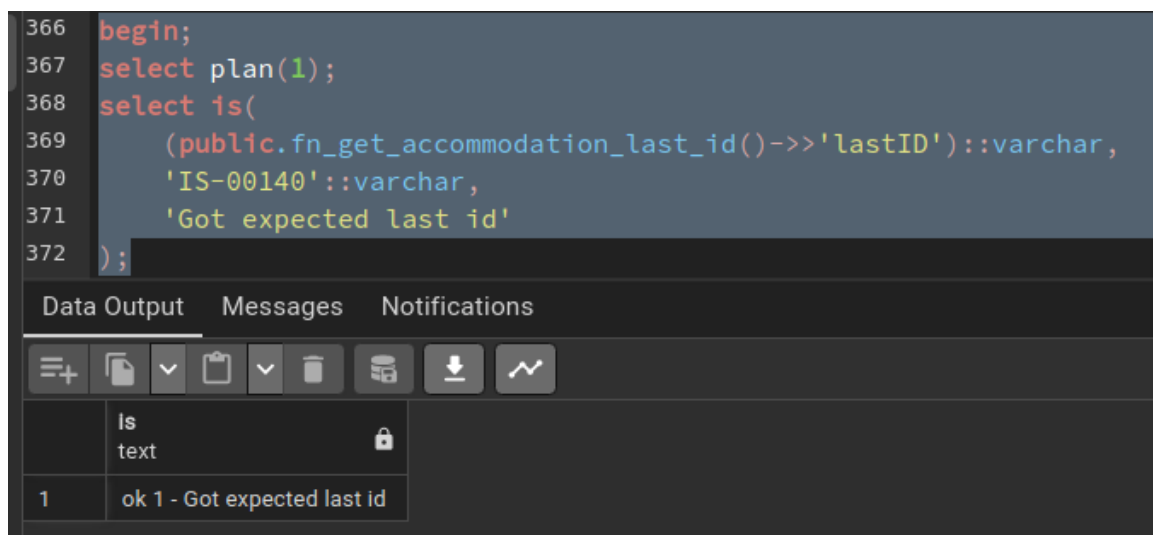 366 begin;
367 select plan(1);
368 select is(
369 (public.fn_get_accommodation_last_id()->>'lastID')::varchar,
370 'IS-00140'::varchar,
371 'Got expected last id'
372 );
Data Output Messages Notifications
is
text
1 ok 1 - Got expected last id